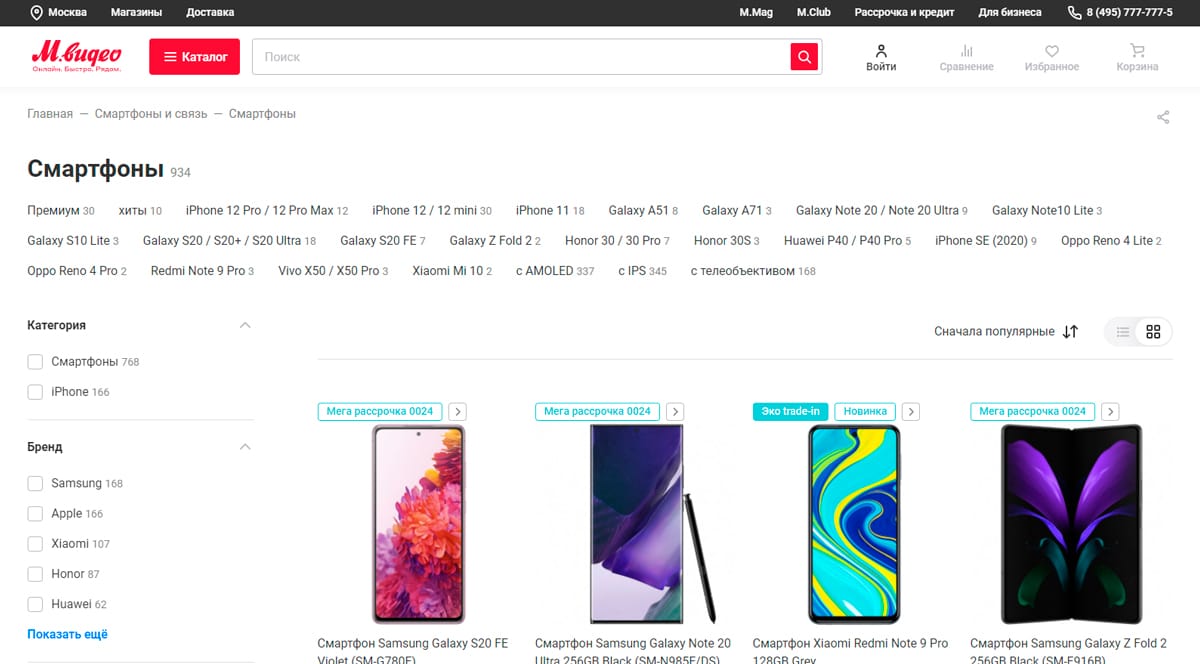 Москва Магазины Доставка M.Mag M.Club Рассрочка и кредит Для бизнеса 8 (495) 777-777-5
М.видео Онлайн. Быстро. Рядом. Каталог Поиск Войти Сравнение Избранное Корзина
Главная — Смартфоны и связь — Смартфоны
Смартфоны 934
Премиум 30 хиты 10 iPhone 12 Pro / 12 Pro Max 12 iPhone 12 / 12 mini 30 iPhone 11 18 Galaxy A51 8 Galaxy A71 3 Galaxy Note 20 / Note 20 Ultra 9 Galaxy Note10 Lite 3
Galaxy S10 Lite 3 Galaxy S20 / S20+ / S20 Ultra 18 Galaxy S20 FE 7 Galaxy Z Fold 2 2 Honor 30 / 30 Pro 7 Honor 30S 3 Huawei P40 / P40 Pro 5 iPhone SE (2020) 9 Oppo Reno 4 Lite 2
Oppo Reno 4 Pro 2 Redmi Note 9 Pro 3 Vivo X50 / X50 Pro 3 Xiaomi Mi 10 2 с AMOLED 337 с IPS 345 с телеобъективом 168
Категория
Смартфоны 768
iPhone 166
Бренд
Samsung 168
Apple 166
Xiaomi 107
Honor 87
Huawei 62
Показать ещё
Сначала популярные
Мега рассрочка 0024 Мега рассрочка 0024 Эко trade-in Новинка Мега рассрочка 0024
Смартфон Samsung Galaxy S20 FE
Violet (SM-G780F)
Смартфон Samsung Galaxy Note 20
Ultra 256GB Black (SM-N985F/DS)
Смартфон Xiaomi Redmi Note 9 Pro
128GB Grey
Смартфон Samsung Galaxy Z Fold 2
256GB Black (SM-F916B)